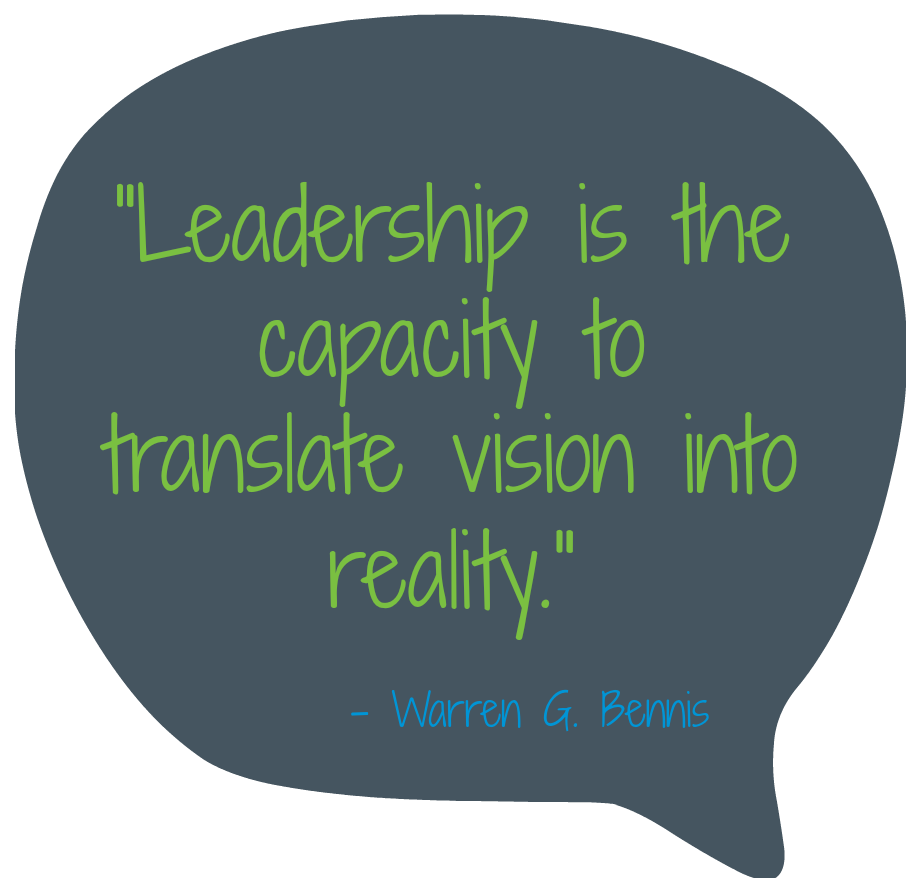 "Leadership is the
capacity to
translate vision into
reality."
- Warren G. Bennis